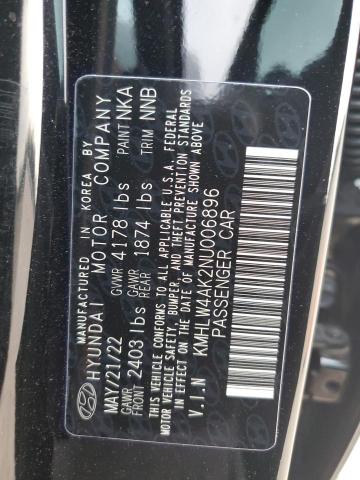 MANUFACTURED IN KOREA BY
HYUNDAI MOTOR COMPANY
MAY/21/22 GVWR 4178 lbs PAINT NKA
GAWR FRONT 2403 lbs GAWR REAR 1874 lbs TRIM NNB
THIS VEHICLE CONFORMS TO ALL APPLICABLE U.S.A. FEDERAL
MOTOR VEHICLE SAFETY, BUMPER, AND THEFT PREVENTION STANDARDS
IN EFFECT ON THE DATE OF MANUFACTURE SHOWN ABOVE
V.I.N KMHLW4AK2NU006896
PASSENGER CAR